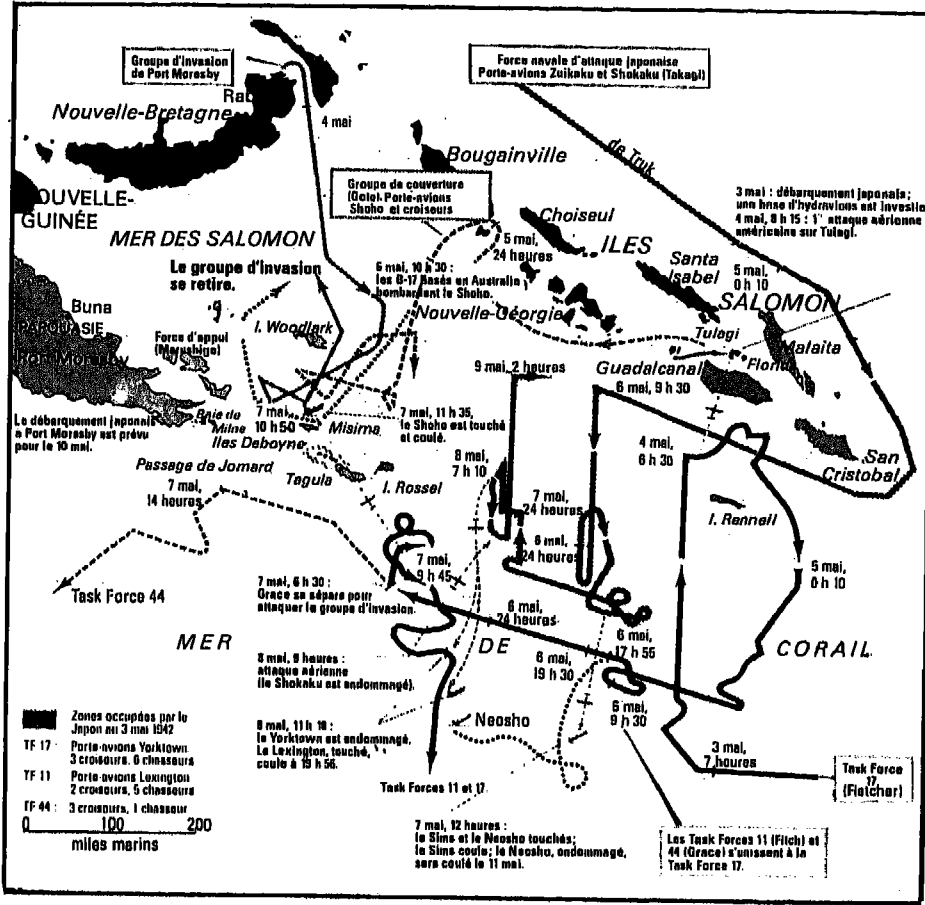 Groupe d'invasion
de Port Moresby
Force navale d'attaque japonaise
Porte-avions Zuikaku et Shokaku (Takagi)
Rab
Nouvelle-Bretagne
4 mai
de Truk
Bougainville
Groupe de couverture
(Goto). Porte-avions
Shoho et croiseurs
3 mai : débarquement japonais;
une base d'hydravions est investie
4 mai, 8 h 15 : 1re attaque aérienne
américaine sur Tulagi.
OUVELLE-
GUINÉE
MER DES SALOMON
Choiseul
5 mai,
24 heures
ILES
Le groupe d'invasion
se retire.
6 mai, 10 h 30 :
les B-17 basés en Australie
bombardent le Shoho.
Santa
Isabel
5 mai,
0 h 10
SALOMON
Buna
PAPOUASIE
Port Moresby
I. Woodlark
Nouvelle-Géorgie
Tulagi
Malaita
Florida
Force d'appui
(Marushige)
Guadalcanal
9 mai, 2 heures
6 mai, 9 h 30
Le débarquement japonais
à Port Moresby est prévu
pour le 10 mai.
Baie de
Milne
7 mai,
10 h 50
Misima
7 mai, 11 h 35,
le Shoho est touché
et coulé.
Iles Deboyne
4 mai,
6 h 30
San
Cristobal
Passage de Jomard
8 mai,
7 h 10
Tagula
I. Rossel
7 mai,
14 heures
7 mai,
24 heures
I. Rennell
6 mai,
24 heures
7 mai,
9 h 45
5 mai,
0 h 10
Task Force 44
7 mai, 6 h 30 :
Grace se sépare pour
attaquer le groupe d'invasion.
6 mai,
24 heures
MER
DE
CORAIL
6 mai,
17 h 55
8 mai, 9 heures :
attaque aérienne
(le Shokaku est endommagé).
6 mai,
19 h 30
6 mai,
9 h 30
Zones occupées par le
Japon au 3 mai 1942
8 mai, 11 h 18 :
le Yorktown est endommagé.
Le Lexington, touché,
coule à 19 h 56.
Neosho
TF 17 : Porte-avions Yorktown
3 croiseurs, 6 chasseurs
3 mai,
7 heures
TF 11 Porte-avions Lexington
2 croiseurs, 5 chasseurs
Task Forces 11 et 17
Task Force
17
(Fletcher)
TF 44 : 3 croiseurs, 1 chasseur
0 100 200
miles marins
7 mai, 12 heures :
le Sims et le Neosho touchés;
le Sims coule; le Neosho, endommagé,
sera coulé le 11 mai.
Les Task Forces 11 (Fitch) et
44 (Grace) s'unissent à la
Task Force 17.